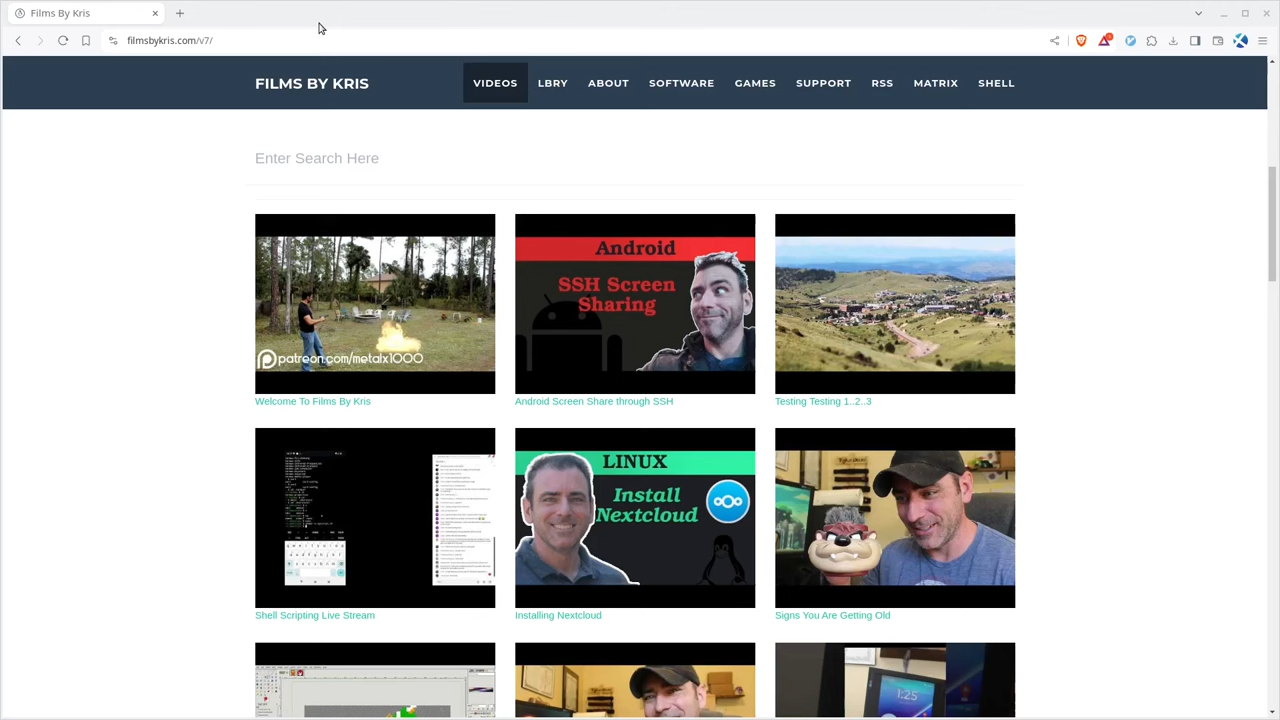 Films By Kris
filmsbykris.com/v7/
FILMS BY KRIS
VIDEOS
LBRY
ABOUT
SOFTWARE
GAMES
SUPPORT
RSS
MATRIX
SHELL
Enter Search Here
patreon.com/metalx1000
Android
SSH Screen
Sharing
Welcome To Films By Kris
Android Screen Share through SSH
Testing Testing 1..2..3
LINUX
Install
Nextcloud
Shell Scripting Live Stream
Installing Nextcloud
Signs You Are Getting Old
1:25